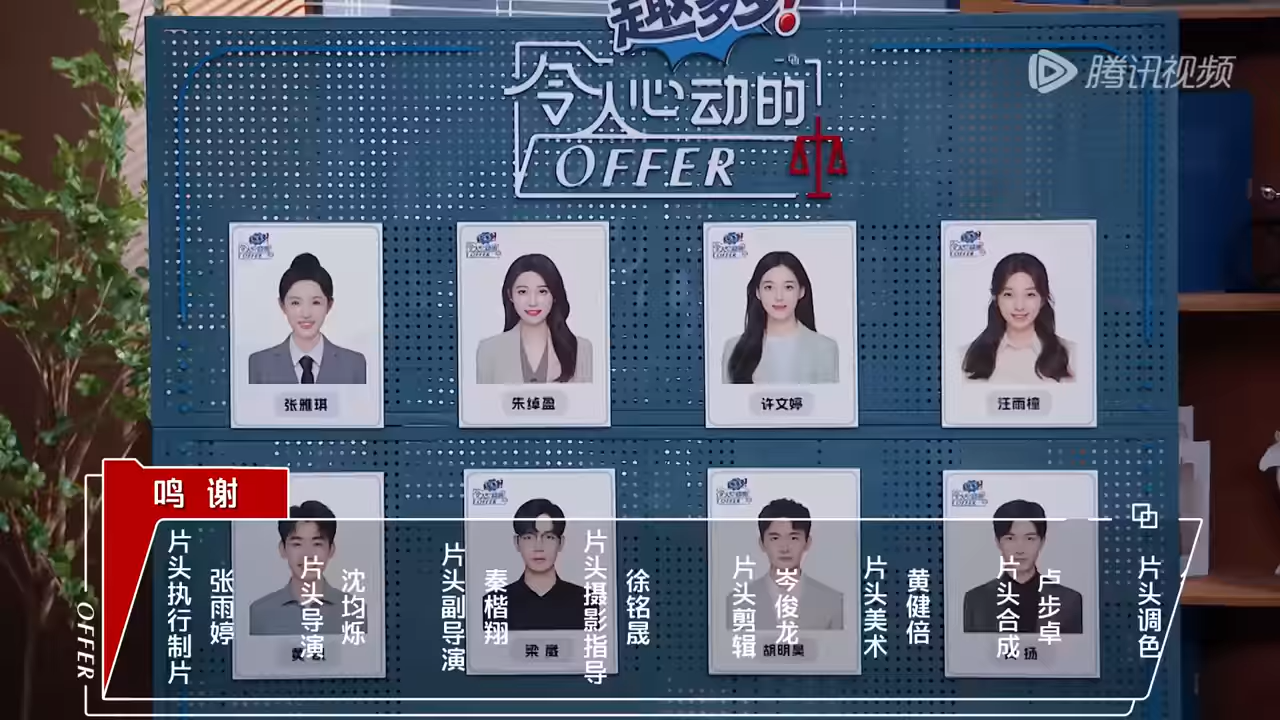 趣多多!
腾讯视频
令人心动的
OFFER
张雅琪
朱绰盈
许文婷
汪雨橦
梁崴
胡明昊
扬
鸣谢
OFFER
片头执行制片
张雨婷
片头导演
沈均烁
片头副导演
秦楷翔
片头摄影指导
徐铭晟
片头剪辑
岑俊龙
片头美术
黄健倍
片头合成
卢步卓
片头调色